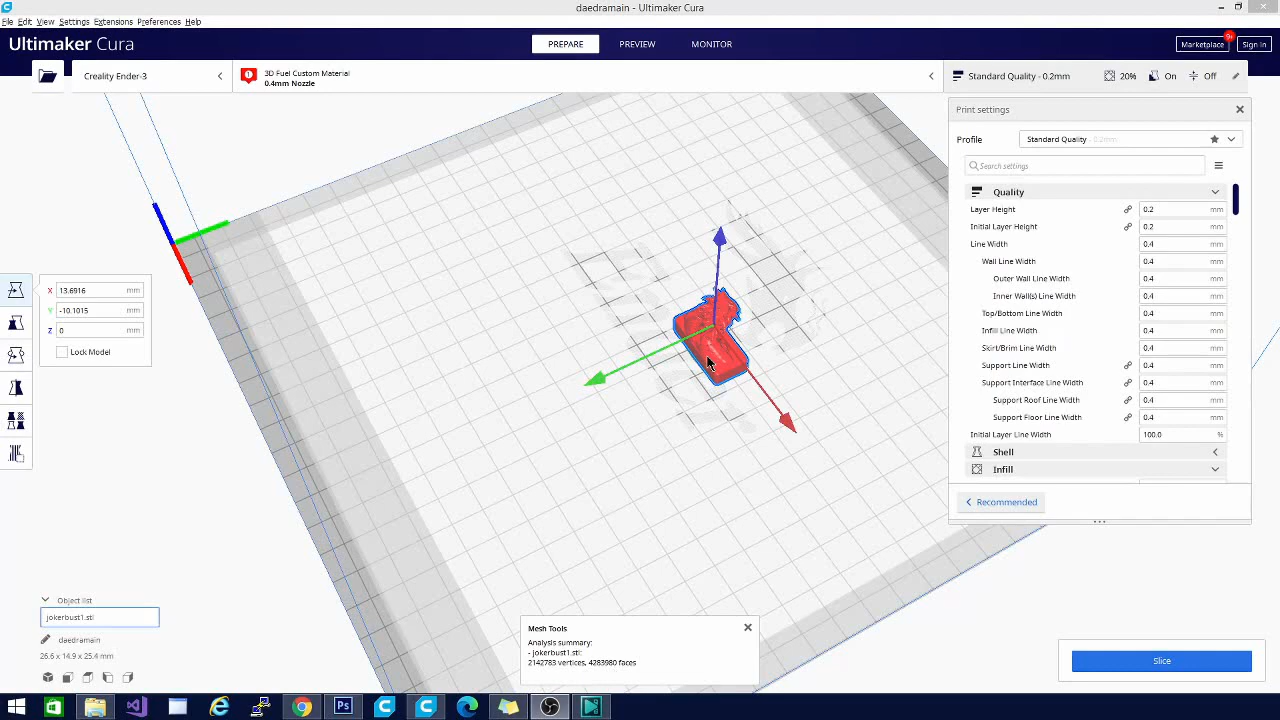 daedramain - Ultimaker Cura
File Edit View Settings Extensions Preferences Help
Ultimaker Cura
PREPARE
PREVIEW
MONITOR
Marketplace
9+
Sign in
Creality Ender-3
3D Fuel Custom Material
0.4mm Nozzle
Standard Quality - 0.2mm
20%
On
Off
Print settings
Profile
Standard Quality - 0.2mm
Search settings
Quality
Layer Height 0.2 mm
Initial Layer Height 0.2 mm
Line Width 0.4 mm
Wall Line Width 0.4 mm
Outer Wall Line Width 0.4 mm
Inner Wall(s) Line Width 0.4 mm
Top/Bottom Line Width 0.4 mm
Infill Line Width 0.4 mm
Skirt/Brim Line Width 0.4 mm
Support Line Width 0.4 mm
Support Interface Line Width 0.4 mm
Support Roof Line Width 0.4 mm
Support Floor Line Width 0.4 mm
Initial Layer Line Width 100.0 %
Shell
Infill
Recommended
X 13.6916 mm
Y -10.1015 mm
Z 0 mm
Lock Model
Object list
jokerbust1.stl
daedramain
26.6 x 14.9 x 25.4 mm
Mesh Tools
Analysis summary:
- jokerbust1.stl:
2142783 vertices, 4283980 faces
Slice
Ps